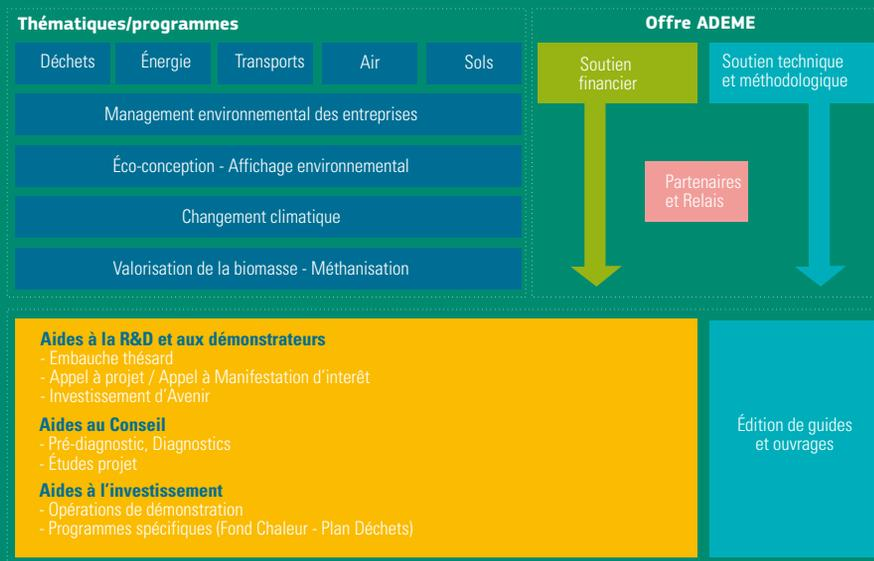 Thématiques/programmes
Déchets
Énergie
Transports
Air
Sols
Management environnemental des entreprises
Éco-conception - Affichage environnemental
Changement climatique
Valorisation de la biomasse - Méthanisation
Offre ADEME
Soutien
financier
Soutien technique
et méthodologique
Partenaires
et Relais
Aides à la R&D et aux démonstrateurs
- Embauche thésard
- Appel à projet / Appel à Manifestation d’interêt
- Investissement d’Avenir
Aides au Conseil
- Pré-diagnostic, Diagnostics
- Études projet
Aides à l’investissement
- Opérations de démonstration
- Programmes spécifiques (Fond Chaleur - Plan Déchets)
Édition de guides
et ouvrages